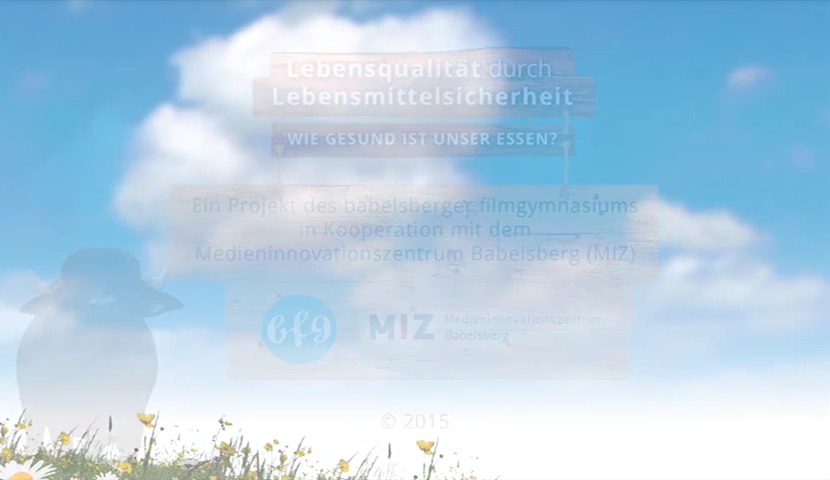 Lebensqualität durch
Lebensmittelsicherheit
WIE GESUND IST UNSER ESSEN?
Ein Projekt des babelsberger filmgymnasiums
in Kooperation mit dem
Medieninnovationszentrum Babelsberg (MIZ)
bfg
MIZ Medieninnovationszentrum
Babelsberg
© 2015